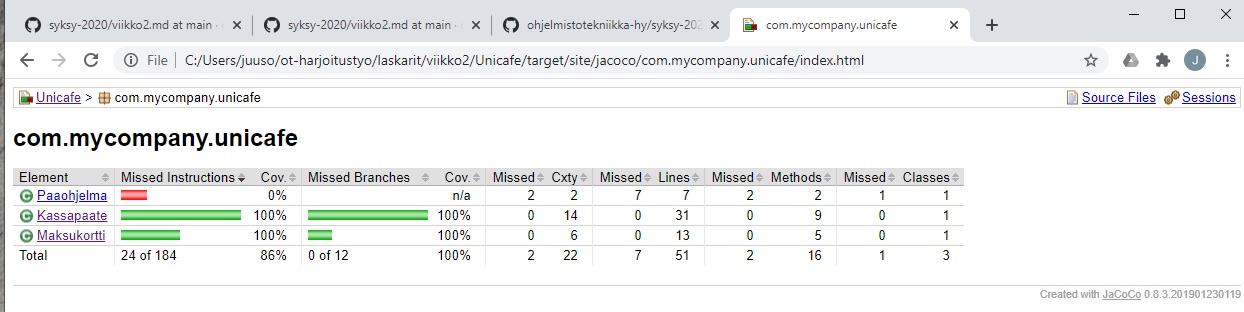 syksy-2020/viikko2.md at main ·
syksy-2020/viikko2.md at main ·
ohjelmistotekniikka-hy/syksy-202
com.mycompany.unicafe
File C:/Users/juuso/ot-harjoitustyo/laskarit/viikko2/Unicafe/target/site/jacoco/com.mycompany.unicafe/index.html J
Unicafe > com.mycompany.unicafe Source Files Sessions
com.mycompany.unicafe
Element Missed Instructions Cov. Missed Branches Cov. Missed Cxty Missed Lines Missed Methods Missed Classes
Paaohjelma 0% n/a 2 2 7 7 2 2 1 1
Kassapaate 100% 100% 0 14 0 31 0 9 0 1
Maksukortti 100% 100% 0 6 0 13 0 5 0 1
Total 24 of 184 86% 0 of 12 100% 2 22 7 51 2 16 1 3
Created with JaCoCo 0.8.3.201901230119